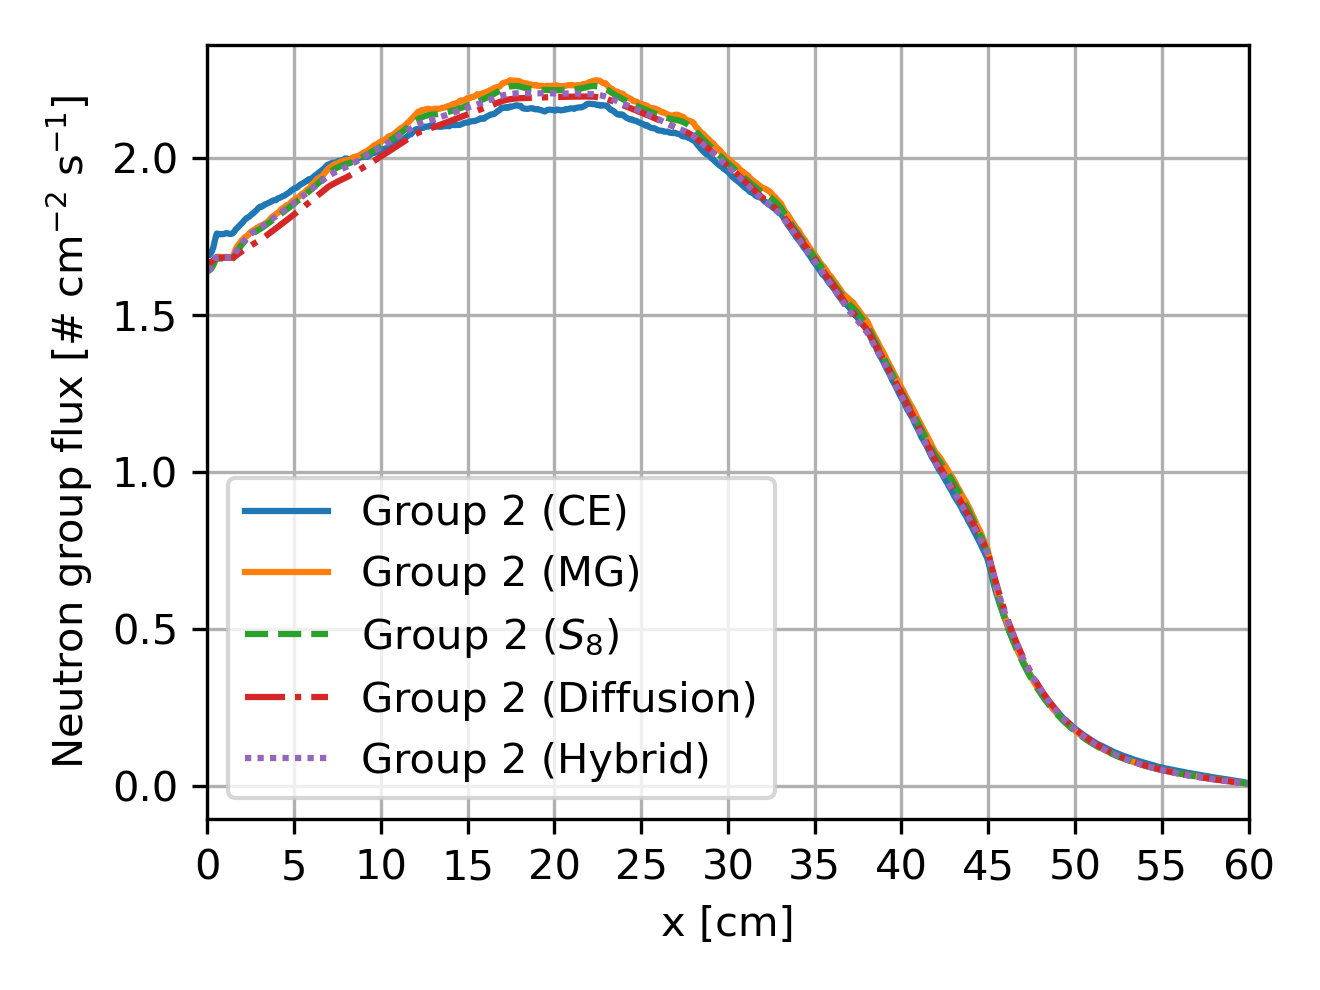 Neutron group flux [# cm⁻² s⁻¹]
2.0
1.5
1.0
0.5
0.0
Group 2 (CE)
Group 2 (MG)
Group 2 (S₈)
Group 2 (Diffusion)
Group 2 (Hybrid)
0 5 10 15 20 25 30 35 40 45 50 55 60
x [cm]